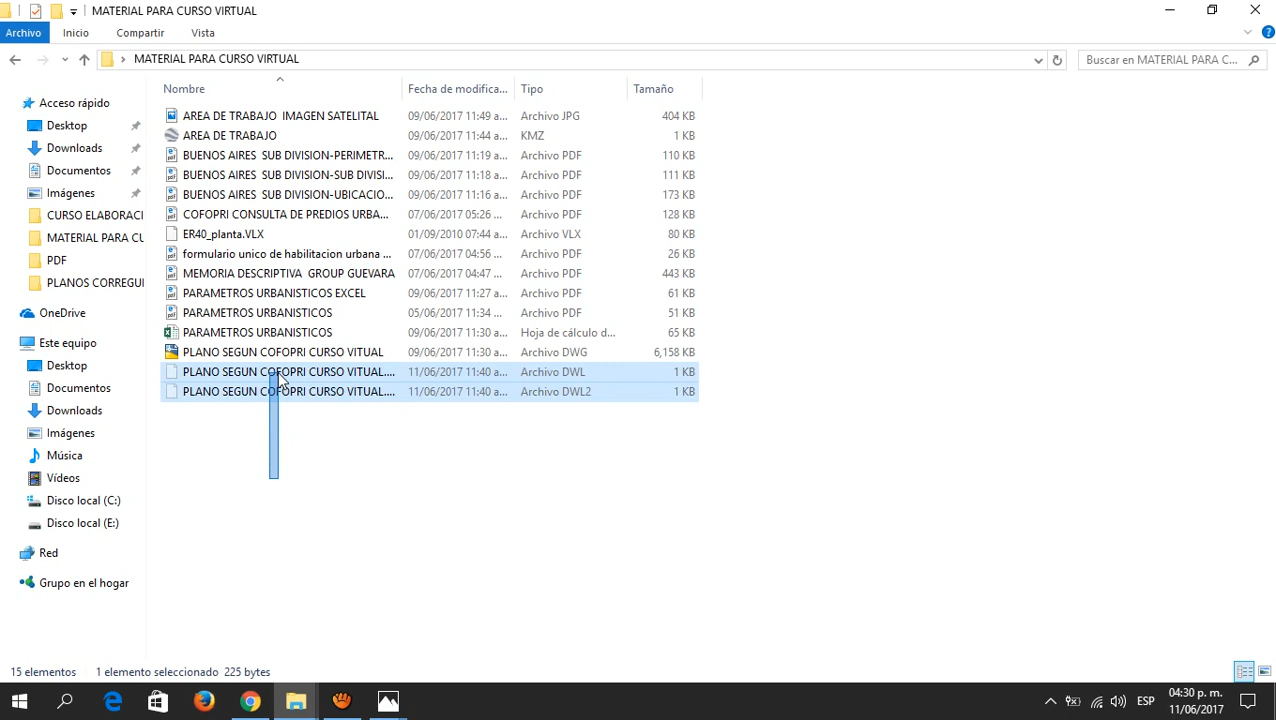 MATERIAL PARA CURSO VIRTUAL
Archivo Inicio Compartir Vista
MATERIAL PARA CURSO VIRTUAL
Buscar en MATERIAL PARA C...
Nombre Fecha de modifica... Tipo Tamaño
Acceso rápido
Desktop
Downloads
Documentos
Imágenes
CURSO ELABORACI
MATERIAL PARA CU
PDF
PLANOS CORREGUI
OneDrive
Este equipo
Desktop
Documentos
Downloads
Imágenes
Música
Vídeos
Disco local (C:)
Disco local (E:)
Red
Grupo en el hogar
AREA DE TRABAJO IMAGEN SATELITAL 09/06/2017 11:49 a... Archivo JPG 404 KB
AREA DE TRABAJO 09/06/2017 11:44 a... KMZ 1 KB
BUENOS AIRES SUB DIVISION-PERIMETR... 09/06/2017 11:19 a... Archivo PDF 110 KB
BUENOS AIRES SUB DIVISION-SUB DIVISI... 09/06/2017 11:18 a... Archivo PDF 111 KB
BUENOS AIRES SUB DIVISION-UBICACIO... 09/06/2017 11:16 a... Archivo PDF 173 KB
COFOPRI CONSULTA DE PREDIOS URBA... 07/06/2017 05:26 ... Archivo PDF 128 KB
ER40_planta.VLX 01/09/2010 07:44 a... Archivo VLX 80 KB
formulario unico de habilitacion urbana ... 07/06/2017 04:56 ... Archivo PDF 26 KB
MEMORIA DESCRIPTIVA GROUP GUEVARA 07/06/2017 04:47 ... Archivo PDF 443 KB
PARAMETROS URBANISTICOS EXCEL 09/06/2017 11:27 a... Archivo PDF 61 KB
PARAMETROS URBANISTICOS 05/06/2017 11:34 ... Archivo PDF 51 KB
PARAMETROS URBANISTICOS 09/06/2017 11:30 a... Hoja de cálculo d... 65 KB
PLANO SEGUN COFOPRI CURSO VITUAL 09/06/2017 11:30 a... Archivo DWG 6,158 KB
PLANO SEGUN COFOPRI CURSO VITUAL.... 11/06/2017 11:40 a... Archivo DWL 1 KB
PLANO SEGUN COFOPRI CURSO VITUAL.... 11/06/2017 11:40 a... Archivo DWL2 1 KB
15 elementos 1 elemento seleccionado 225 bytes
ESP
04:30 p. m.
11/06/2017